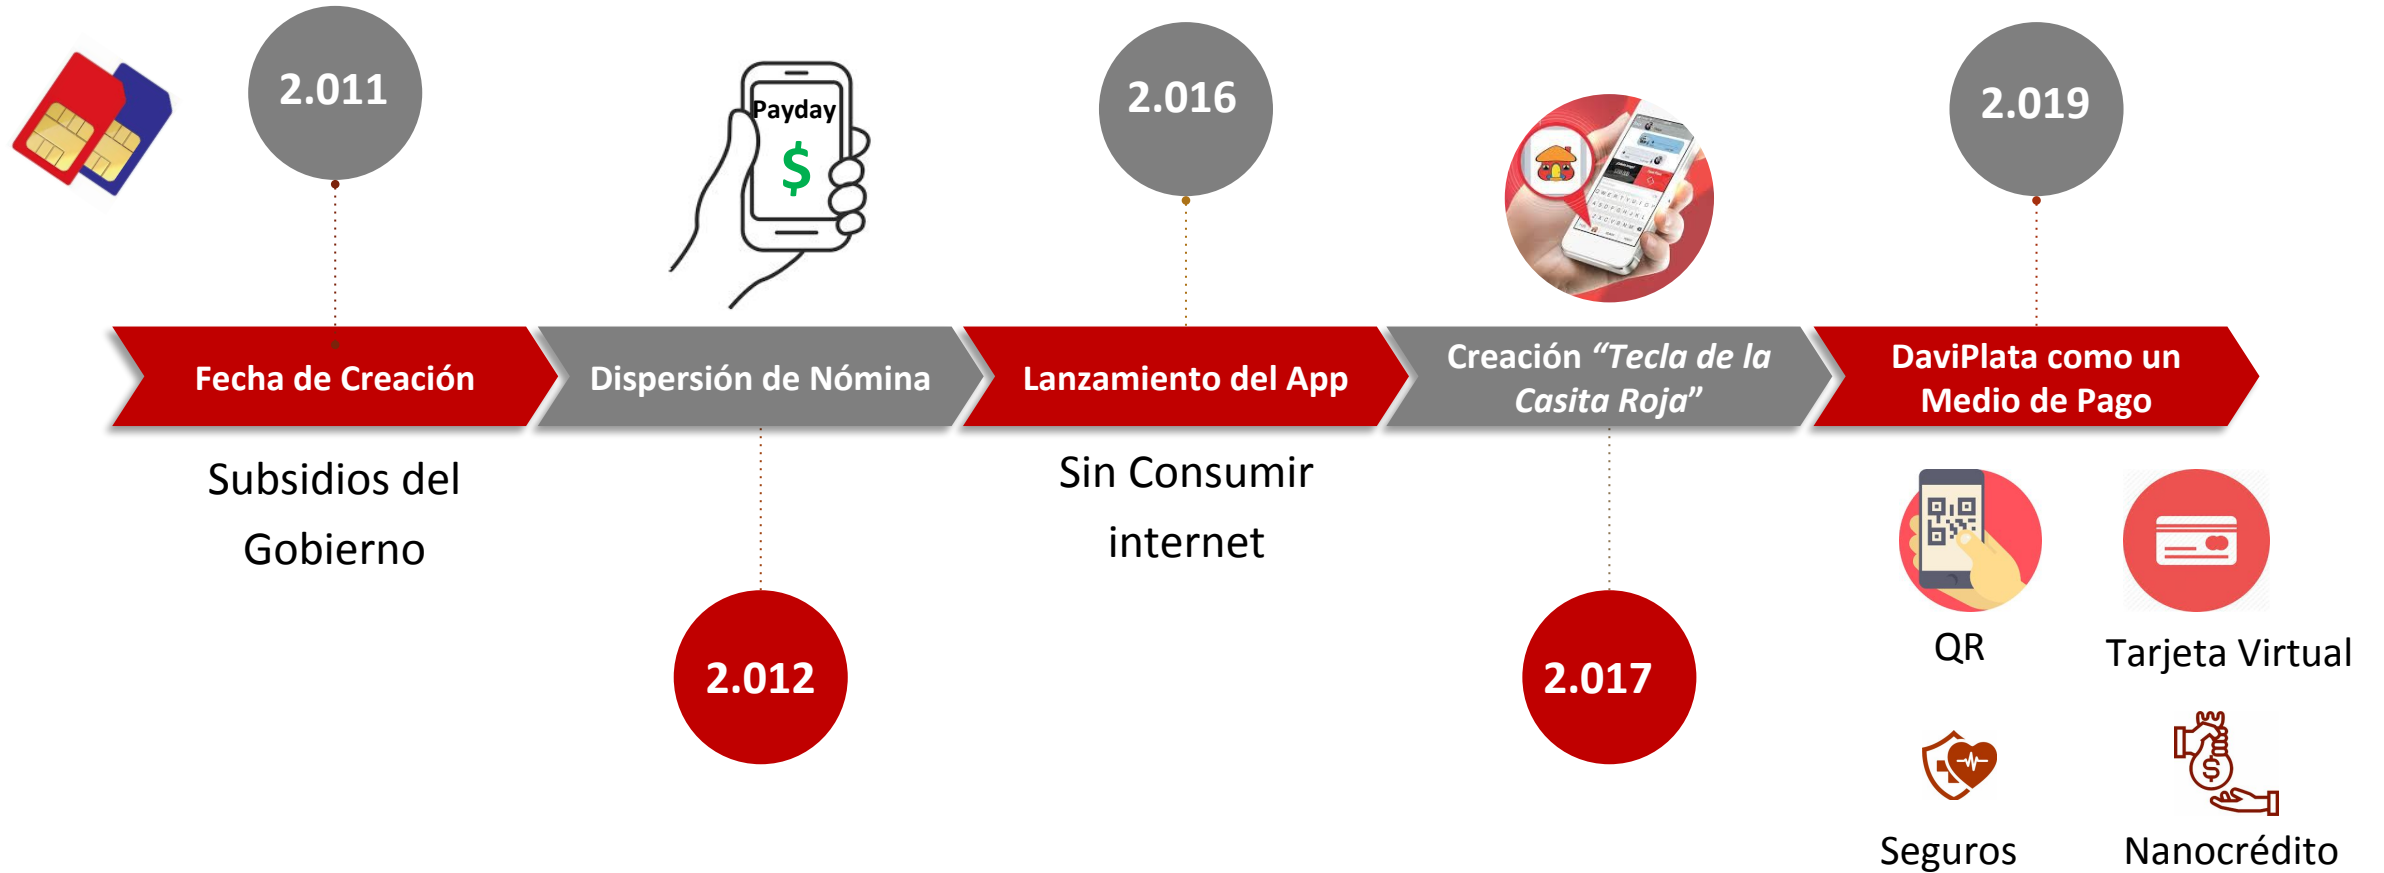 2.011
Payday
$
2.016
2.019
Fecha de Creación
Dispersión de Nómina
Lanzamiento del App
Creación “Tecla de la
Casita Roja”
DaviPlata como un
Medio de Pago
Subsidios del
Gobierno
Sin Consumir
internet
2.012
2.017
QR
Tarjeta Virtual
Seguros
Nanocrédito